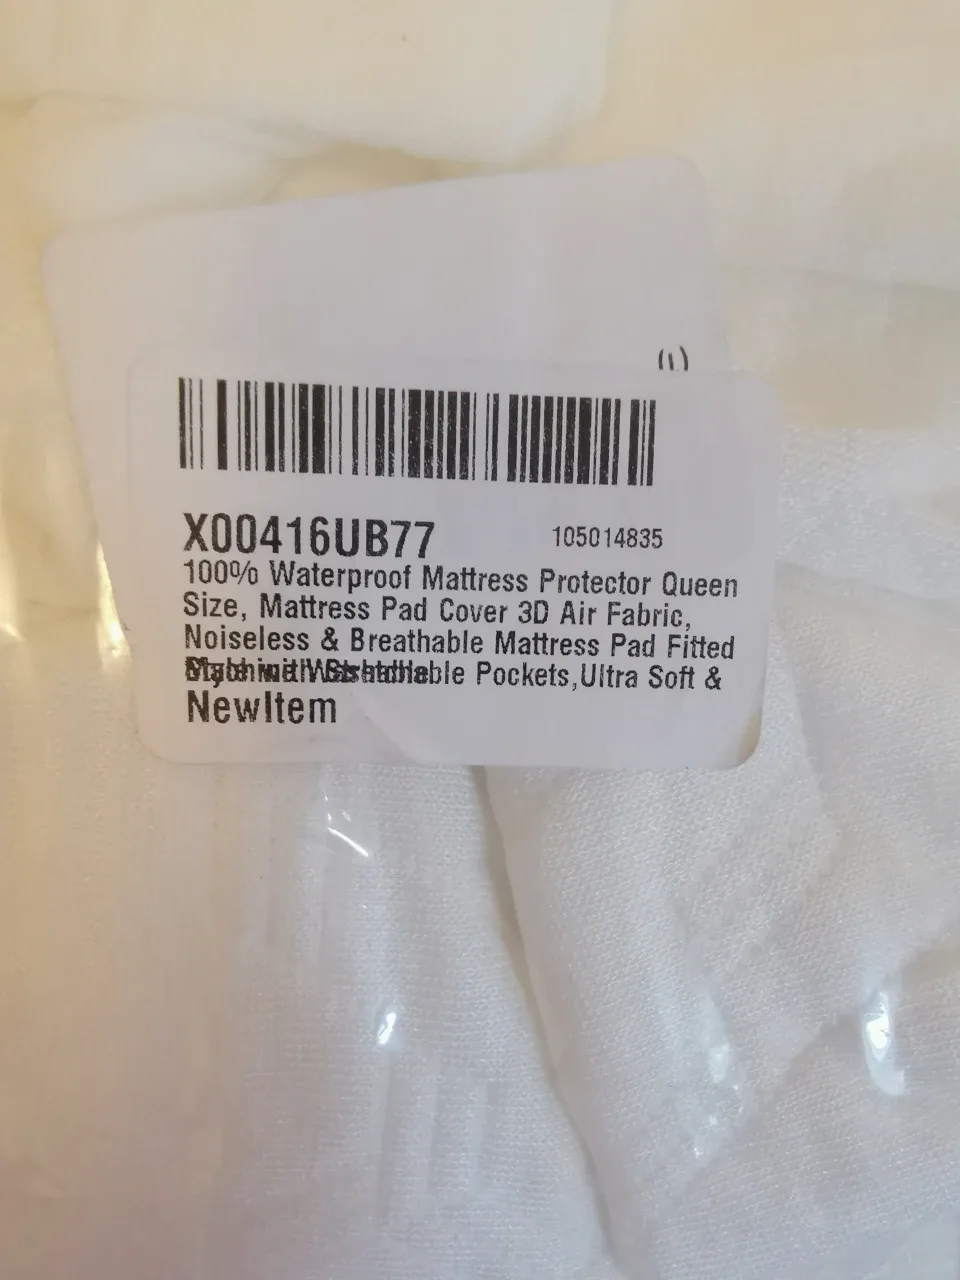 (1)
X00416UB77 105014835
100% Waterproof Mattress Protector Queen
Size, Mattress Pad Cover 3D Air Fabric,
Noiseless & Breathable Mattress Pad Fitted
Pockets,Ultra Soft &
NewItem